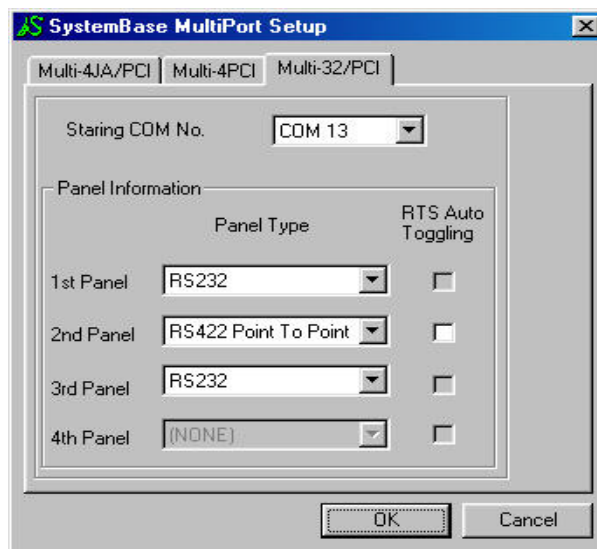 SystemBase MultiPort Setup
Multi-4JA/PCI Multi-4PCI Multi-32/PCI
Staring COM No. COM 13
Panel Information
Panel Type RTS Auto Toggling
1st Panel RS232
2nd Panel RS422 Point To Point
3rd Panel RS232
4th Panel (NONE)
OK Cancel